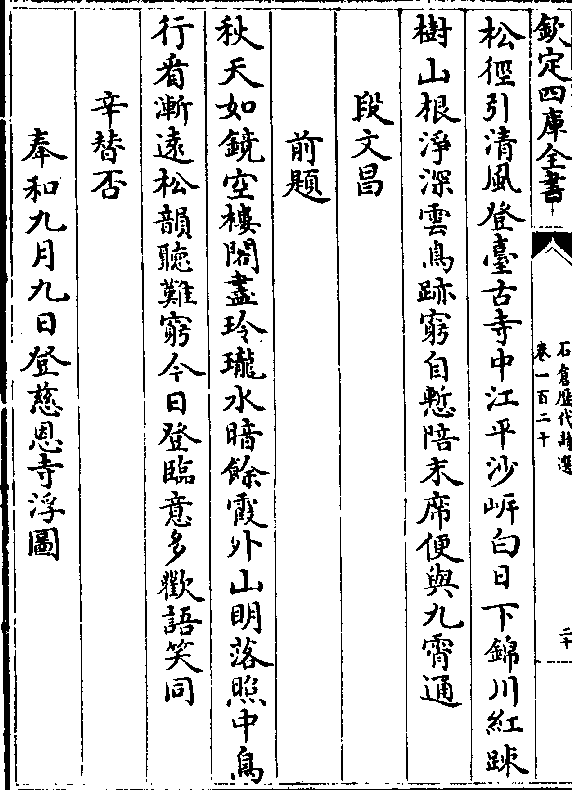 欽定四庫全書
石倉歷代詩選
卷一百二十
二十
松徑引清風登臺古寺中江平沙岍白日下錦川紅踈
樹山根淨深雲鳥跡窮自慙陪末席便與九霄通
段文昌
前題
秋天如鏡空樓閣盡玲瓏水暗餘霞外山明落照中鳥
行看漸遠松韻聽難窮今日登臨意多歡語笑同
辛替否
奉和九月九日登慈恩寺浮圖